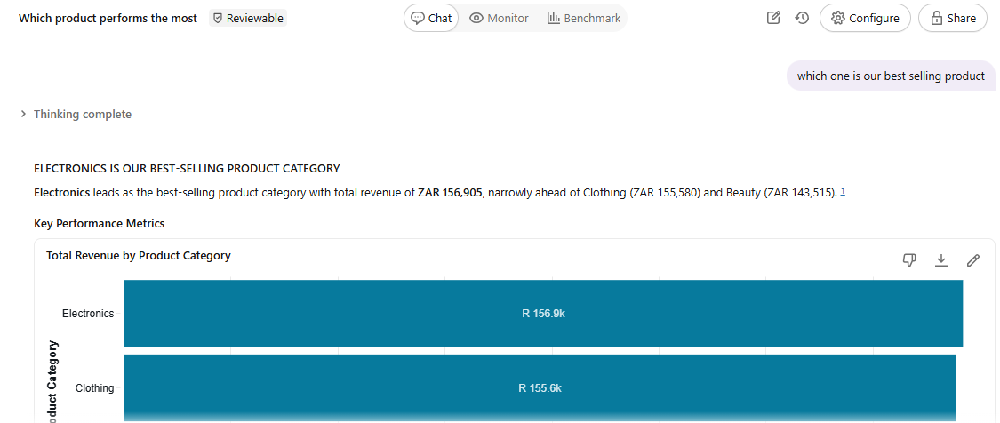 Which product performs the most Reviewable Chat Monitor Benchmark Configure Share
which one is our best selling product
Thinking complete
ELECTRONICS IS OUR BEST-SELLING PRODUCT CATEGORY
Electronics leads as the best-selling product category with total revenue of ZAR 156,905, narrowly ahead of Clothing (ZAR 155,580) and Beauty (ZAR 143,515). 1
Key Performance Metrics
Total Revenue by Product Category
Electronics R 156.9k
Clothing R 155.6k
Category